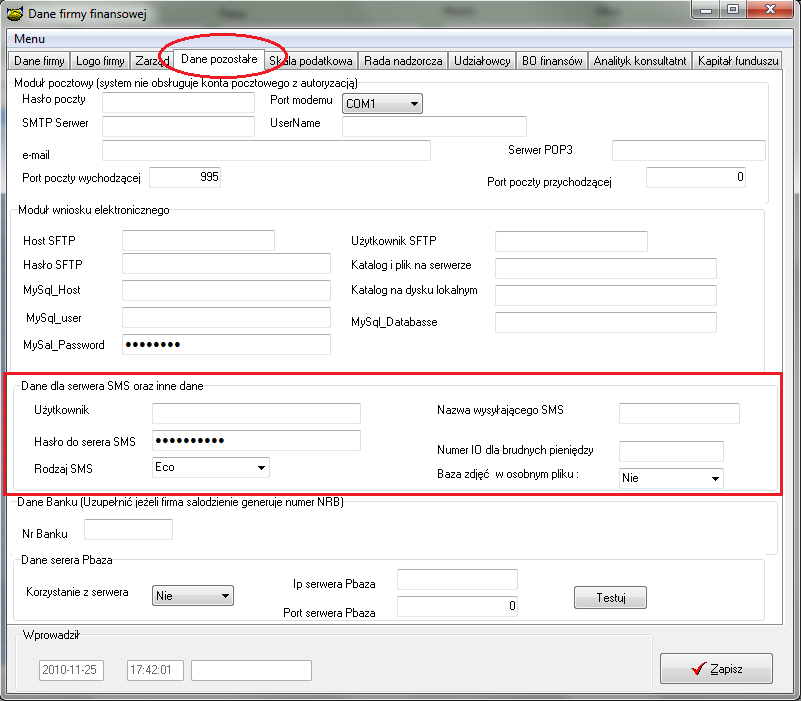 Dane firmy finansowej
Menu
Dane firmy Logo firmy Zarząd Dane pozostałe Skala podatkowa Rada nadzorcza Udziałowcy BO finansów Analityk konsultatnt Kapitał funduszu
Moduł pocztowy (system nie obsługuje konta pocztowego z autoryzacją)
Hasło poczty Port modemu COM1
SMTP Serwer UserName
e-mail Serwer POP3
Port poczty wychodzącej 995 Port poczty przychodzącej 0
Moduł wniosku elektronicznego
Host SFTP Użytkownik SFTP
Hasło SFTP Katalog i plik na serwerze
MySql_Host Katalog na dysku lokalnym
MySql_user MySql_Databasse
MySal_Password ••••••••
Dane dla serwera SMS oraz inne dane
Użytkownik Nazwa wysyłającego SMS
Hasło do serera SMS •••••••••• Numer IO dla brudnych pieniędzy
Rodzaj SMS Eco Baza zdjęć w osobnym pliku : Nie
Dane Banku (Uzupełnić jeżeli firma salodzienie generuje numer NRB)
Nr Banku
Dane serera Pbaza
Korzystanie z serwera Nie Ip serwera Pbaza Testuj
Port serwera Pbaza 0
Wprowadził
2010-11-25 17:42:01 Zapisz